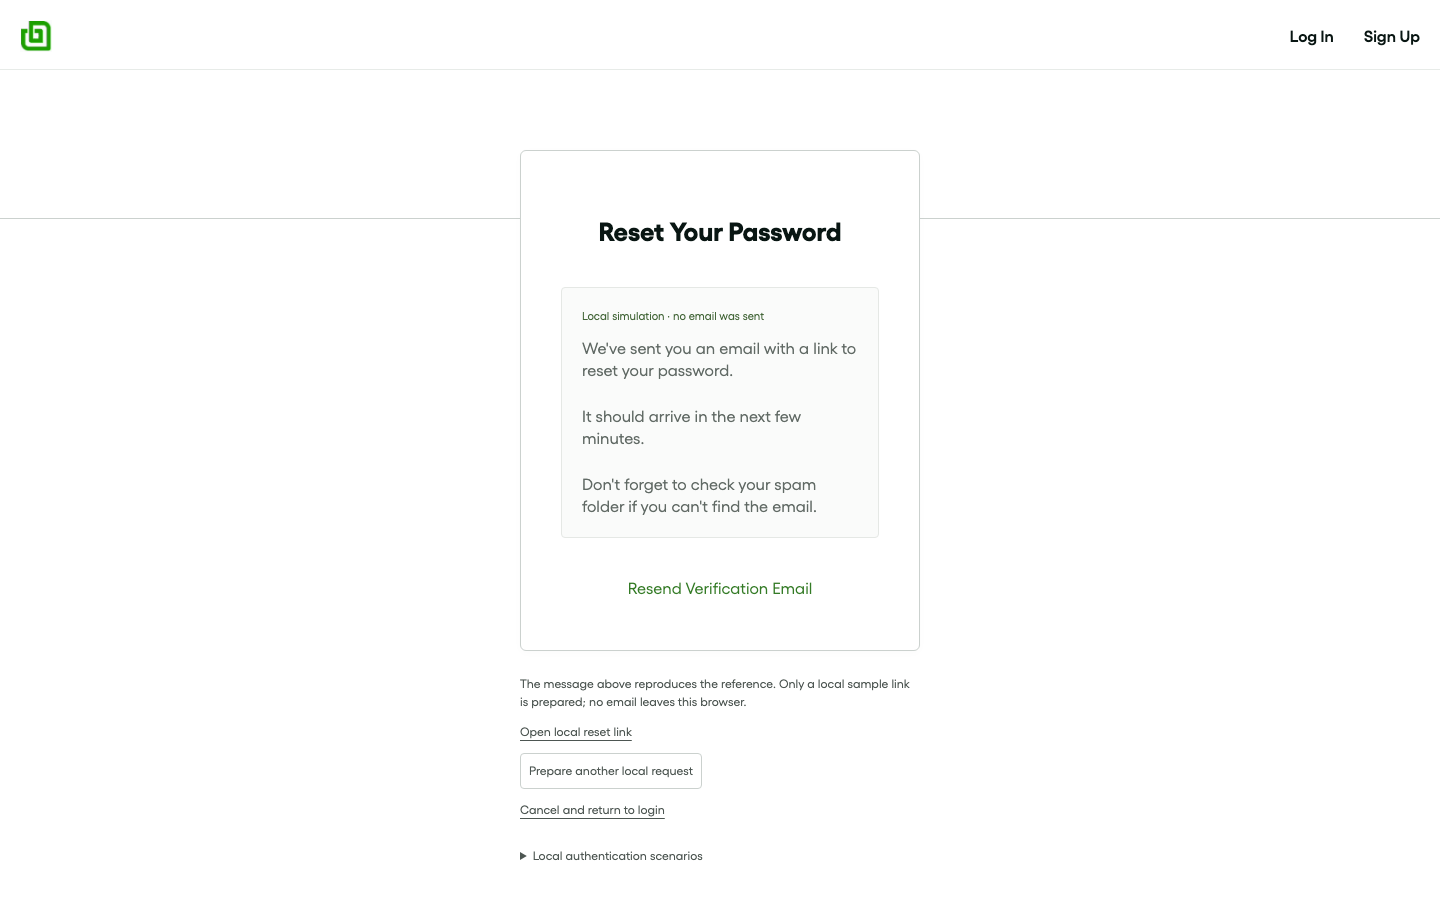 Log In
Sign Up
Reset Your Password
Local simulation · no email was sent
We've sent you an email with a link to
reset your password.
It should arrive in the next few
minutes.
Don't forget to check your spam
folder if you can't find the email.
Resend Verification Email
The message above reproduces the reference. Only a local sample link
is prepared; no email leaves this browser.
Open local reset link
Prepare another local request
Cancel and return to login
Local authentication scenarios